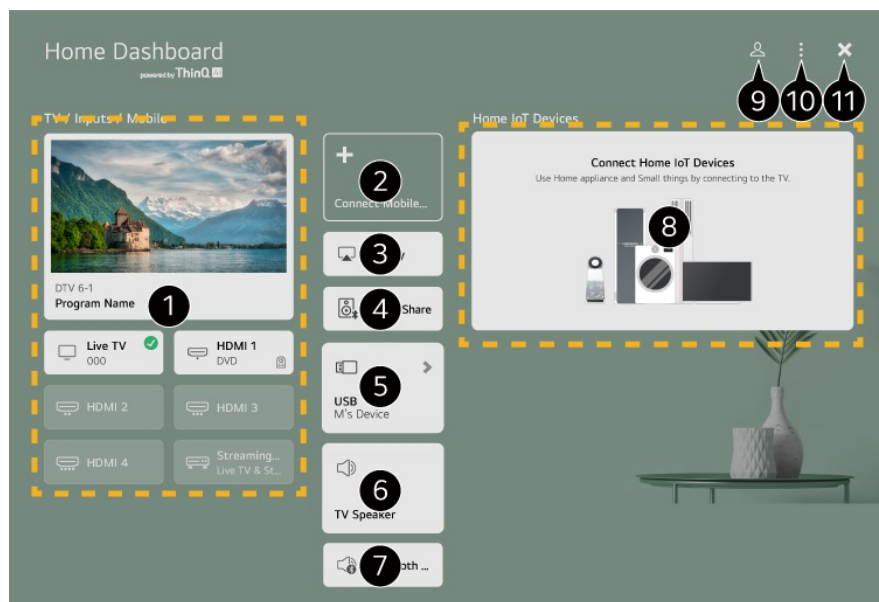 Home Dashboard
powered by ThinQ AI
9
10
11
TV / Inputs / Mobile
Home IoT Devices
DTV 6-1
Program Name
1
Live TV
000
HDMI 1
DVD
HDMI 2
HDMI 3
HDMI 4
Streaming...
Live TV & St...
2
Connect Mobile...
3
4
Share
5
USB
M's Device
6
TV Speaker
7
Connect Home IoT Devices
Use Home appliance and Small things by connecting to the TV.
8